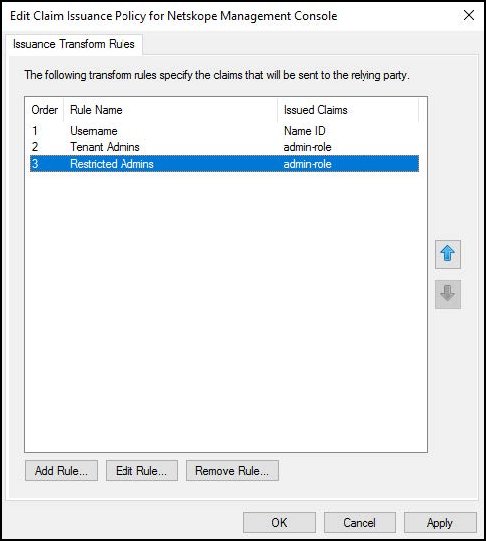 Edit Claim Issuance Policy for Netskope Management Console
Issuance Transform Rules
The following transform rules specify the claims that will be sent to the relying party.
Order Rule Name Issued Claims
1 Username Name ID
2 Tenant Admins admin-role
3 Restricted Admins admin-role
Add Rule... Edit Rule... Remove Rule...
OK Cancel Apply